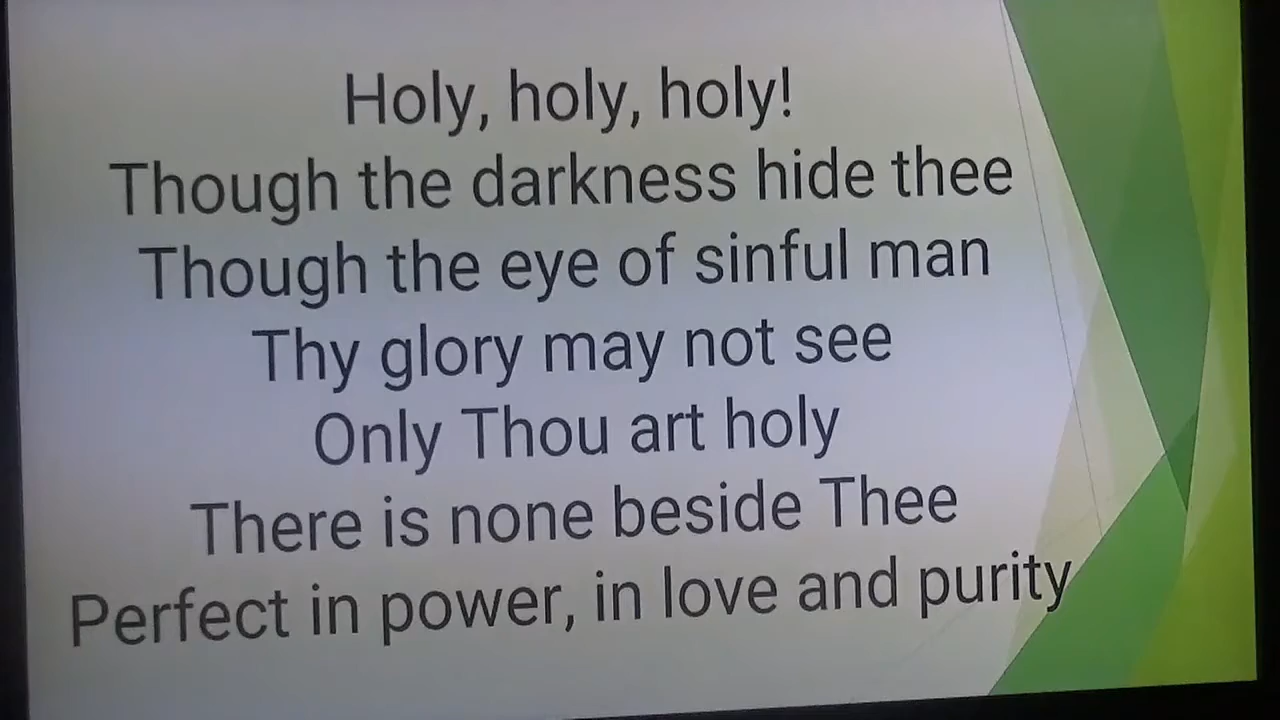 Holy, holy, holy!
Though the darkness hide thee
Though the eye of sinful man
Thy glory may not see
Only Thou art holy
There is none beside Thee
Perfect in power, in love and purity